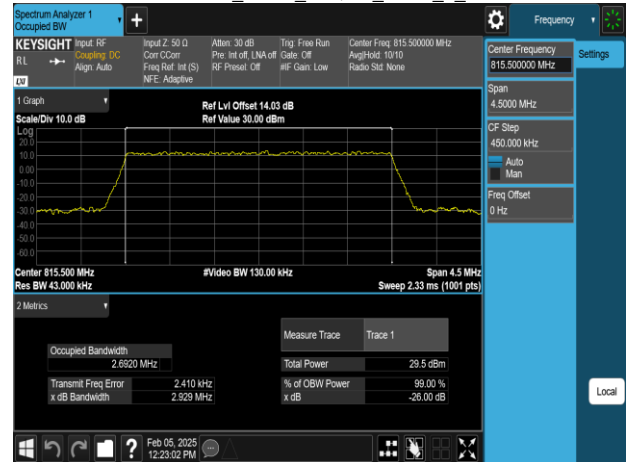 Spectrum Analyzer 1
Occupied BW
Frequency
KEYSIGHT
RL
LXI
Input: RF
Coupling: DC
Align: Auto
Input Z: 50 Ω
Corr CCorr
Freq Ref: Int (S)
NFE: Adaptive
Atten: 30 dB
Pre: Int off, LNA off
RF Presel: Off
Trig: Free Run
Gate: Off
#IF Gain: Low
Center Freq: 815.500000 MHz
Avg|Hold: 10/10
Radio Std: None
Center Frequency
815.500000 MHz
Settings
Span
4.5000 MHz
CF Step
450.000 kHz
Auto
Man
Freq Offset
0 Hz
1 Graph
Scale/Div 10.0 dB
Ref Lvl Offset 14.03 dB
Ref Value 30.00 dBm
Log
20.0
10.0
0.00
-10.0
-20.0
-30.0
-40.0
-50.0
-60.0
Center 815.500 MHz
#Video BW 130.00 kHz
Span 4.5 MHz
Res BW 43.000 kHz
Sweep 2.33 ms (1001 pts)
2 Metrics
Measure Trace
Trace 1
Occupied Bandwidth
2.6920 MHz
Total Power
29.5 dBm
Transmit Freq Error
2.410 kHz
% of OBW Power
99.00 %
x dB Bandwidth
2.929 MHz
x dB
-26.00 dB
Local
?
Feb 05, 2025
12:23:02 PM